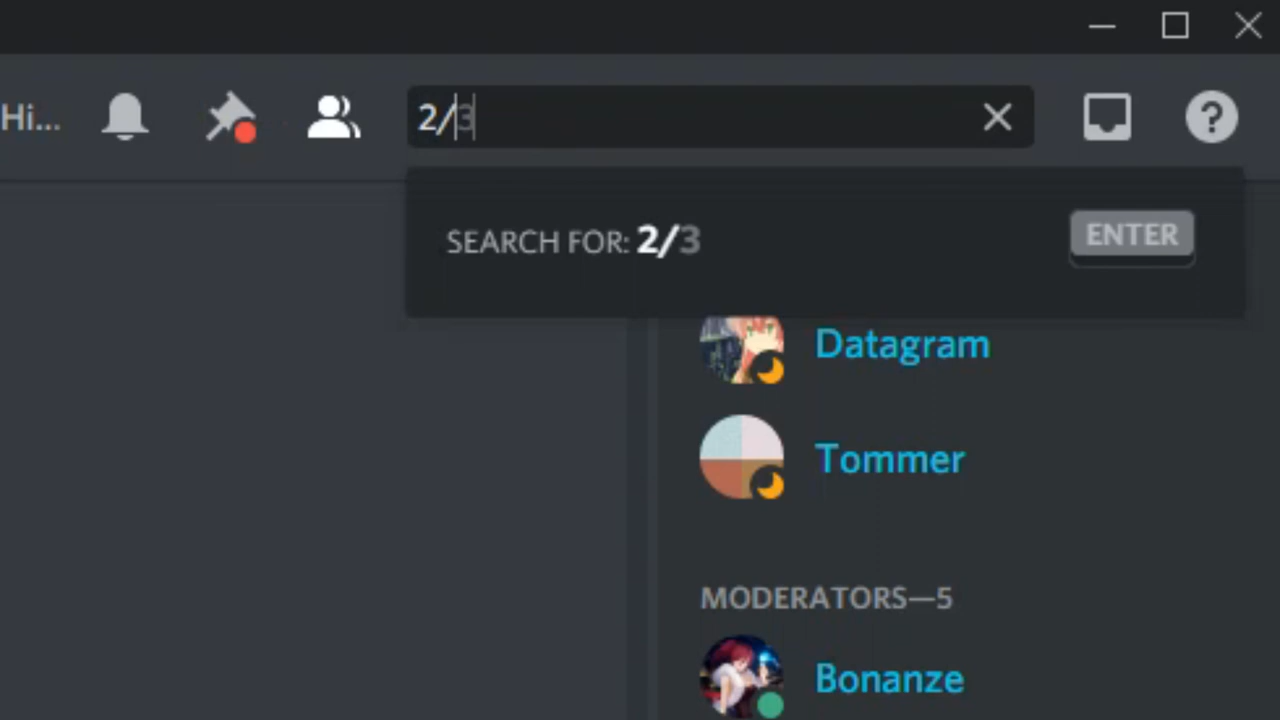 Hi...
2/3
SEARCH FOR: 2/3
ENTER
Datagram
Tommer
MODERATORS—5
Bonanze